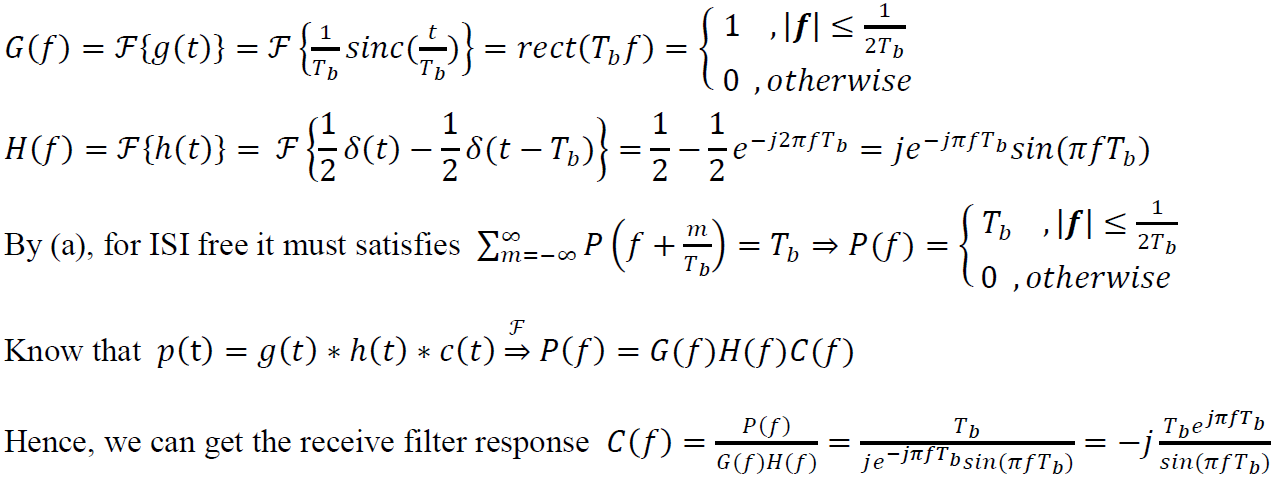 G(f) = ℱ{g(t)} = ℱ{1/T_b sinc(t/T_b)} = rect(T_b f) = { 1 , |f| ≤ 1/(2T_b) ; 0 , otherwise
H(f) = ℱ{h(t)} = ℱ{1/2 δ(t) − 1/2 δ(t − T_b)} = 1/2 − 1/2 e^{−j2πfT_b} = je^{−jπfT_b} sin(πfT_b)
By (a), for ISI free it must satisfies ∑_{m=−∞}^{∞} P(f + m/T_b) = T_b ⇒ P(f) = { T_b , |f| ≤ 1/(2T_b) ; 0 , otherwise
Know that p(t) = g(t) ∗ h(t) ∗ c(t) ⇒^ℱ P(f) = G(f)H(f)C(f)
Hence, we can get the receive filter response C(f) = P(f)/(G(f)H(f)) = T_b/(je^{−jπfT_b} sin(πfT_b)) = −j T_b e^{jπfT_b}/sin(πfT_b)